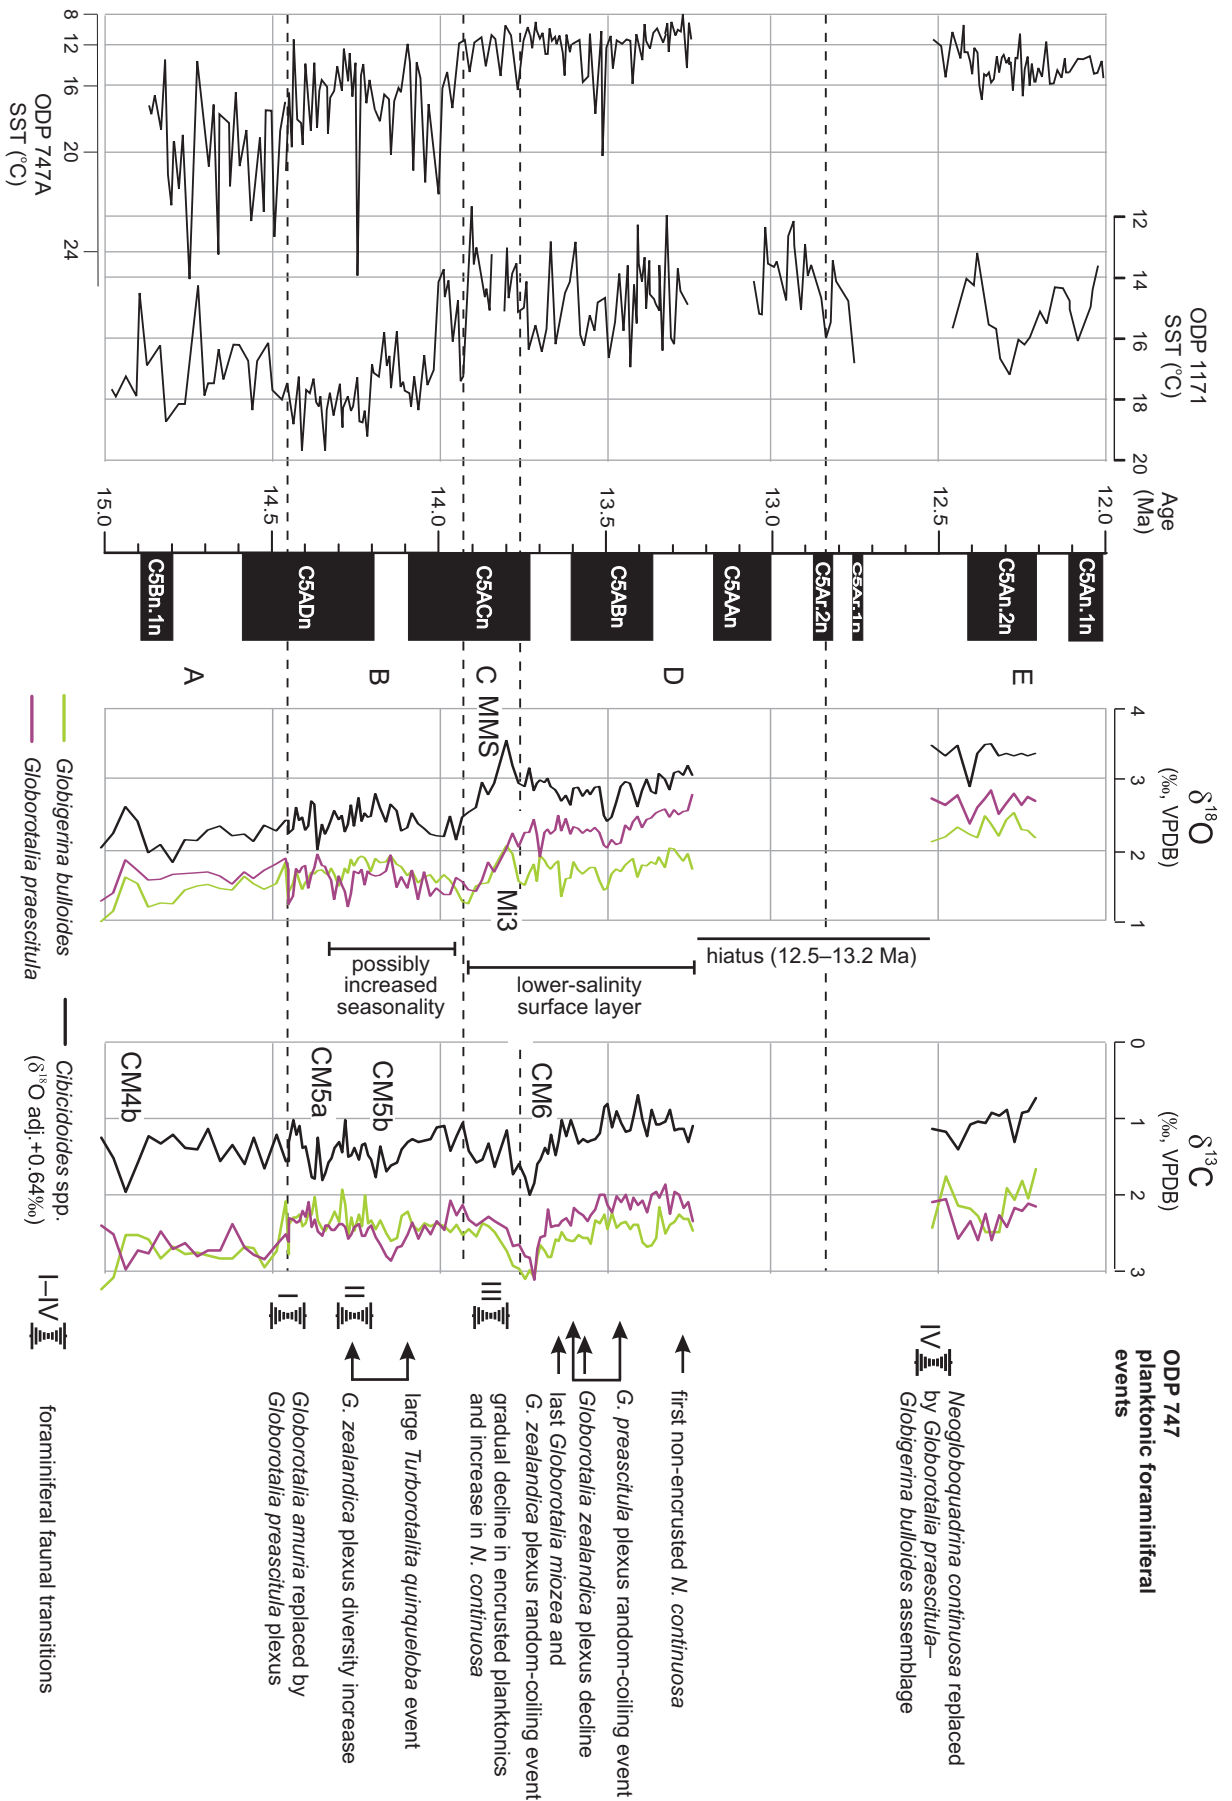 ODP 1171
SST (°C)
12
14
16
18
20
ODP 747A
SST (°C)
8
12
16
20
24
Age
(Ma)
12.0
12.5
13.0
13.5
14.0
14.5
15.0
C5An.1n
C5An.2n
C5Ar.1n
C5Ar.2n
C5AAn
C5ABn
C5ACn
C5ADn
C5Bn.1n
E
D
C
B
A
δ¹⁸O
(‰, VPDB)
4
3
2
1
MMS
Mi3
hiatus (12.5–13.2 Ma)
lower-salinity
surface layer
possibly
increased
seasonality
δ¹³C
(‰, VPDB)
0
1
2
3
CM6
CM5b
CM5a
CM4b
ODP 747
planktonic foraminiferal
events
IV
Neogloboquadrina continuosa replaced
by Globorotalia praescitula–
Globigerina bulloides assemblage
first non-encrusted N. continuosa
G. preascitula plexus random-coiling event
Globorotalia zealandica plexus decline
last Globorotalia miozea and
G. zealandica plexus random-coiling event
III
gradual decline in encrusted planktonics
and increase in N. continuosa
large Turborotalita quinqueloba event
II
G. zealandica plexus diversity increase
I
Globorotalia amuria replaced by
Globorotalia preascitula plexus
Globigerina bulloides
Globorotalia praescitula
Cibicidoides spp.
(δ¹⁸O adj.+0.64‰)
I–IV
foraminiferal faunal transitions